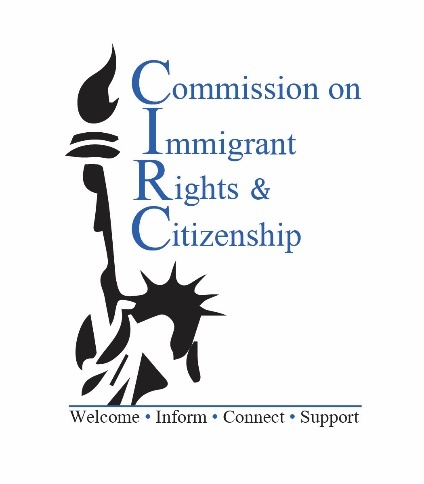 Commission on
Immigrant
Rights &
Citizenship
Welcome • Inform • Connect • Support